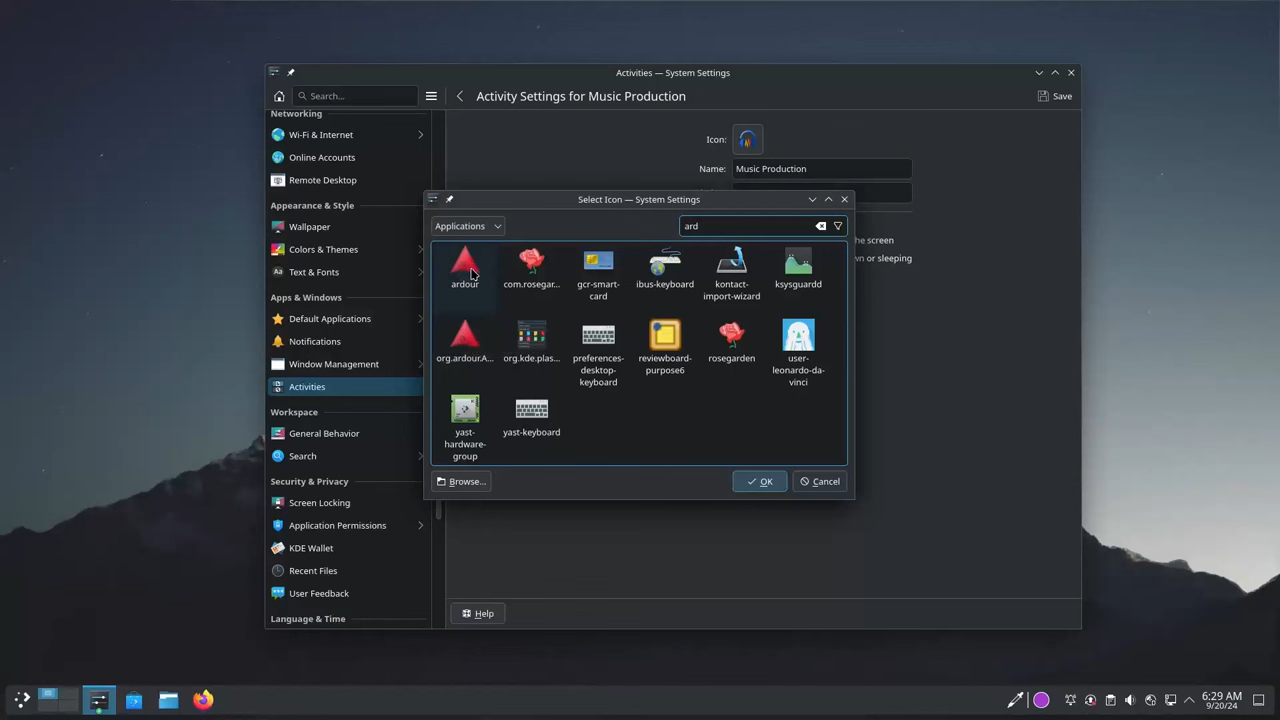 Activities — System Settings
Search...
Activity Settings for Music Production
Save
Networking
Wi-Fi & Internet
Online Accounts
Remote Desktop
Appearance & Style
Wallpaper
Colors & Themes
Text & Fonts
Apps & Windows
Default Applications
Notifications
Window Management
Activities
Workspace
General Behavior
Search
Security & Privacy
Screen Locking
Application Permissions
KDE Wallet
Recent Files
User Feedback
Language & Time
Icon:
Name:
Music Production
the screen
wn or sleeping
Select Icon — System Settings
Applications
ard
ardour
com.rosegar...
gcr-smart-
card
ibus-keyboard
kontact-
import-wizard
ksysguardd
org.ardour.A...
org.kde.plas...
preferences-
desktop-
keyboard
reviewboard-
purpose6
rosegarden
user-
leonardo-da-
vinci
yast-
hardware-
group
yast-keyboard
Browse...
OK
Cancel
Help
6:29 AM
9/20/24